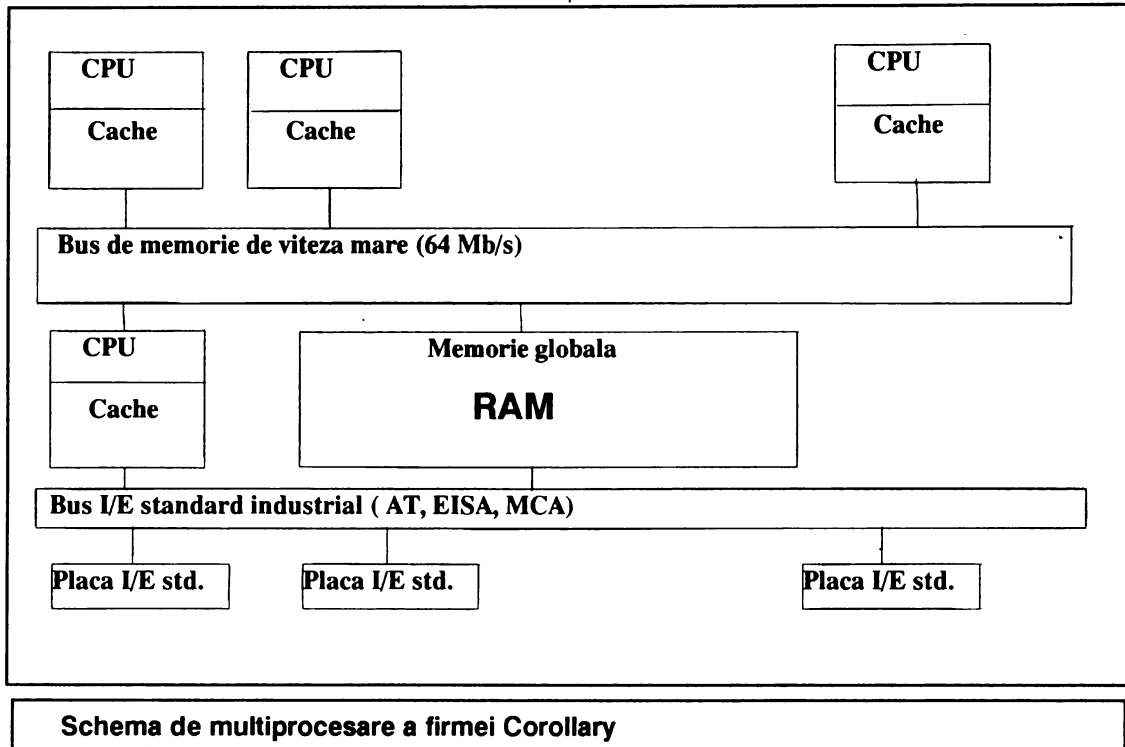 CPU
CPU
CPU
Cache
Cache
Cache
Bus de memorie de viteza mare (64 Mb/s)
CPU
Cache
Memorie globala
RAM
Bus I/E standard industrial ( AT, EISA, MCA)
Placa I/E std.
Placa I/E std.
Placa I/E std.
Schema de multiprocesare a firmei Corollary